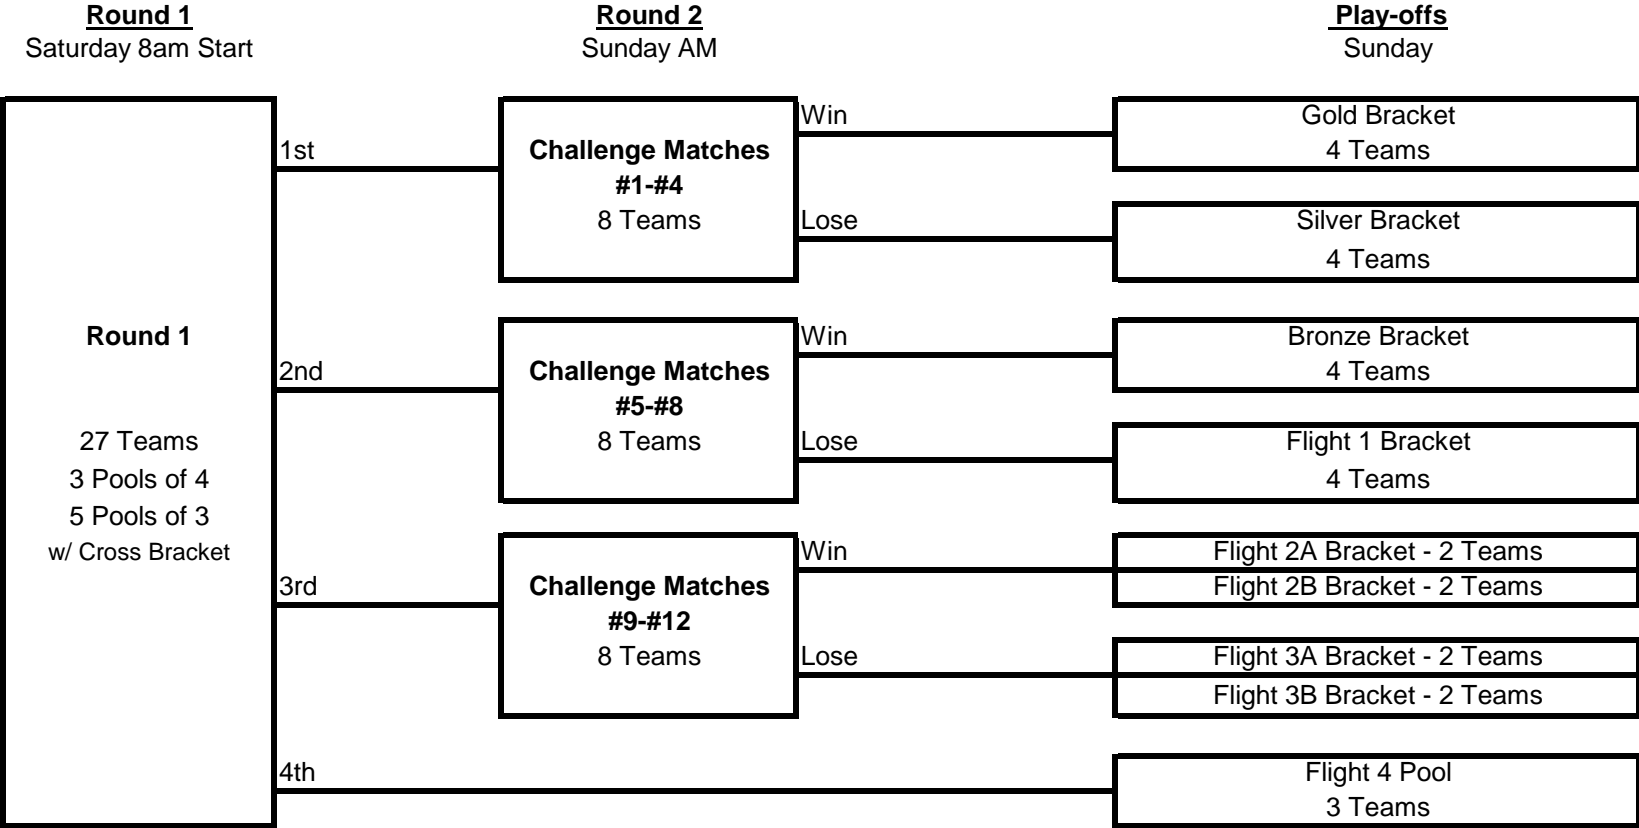 Round 1
Saturday 8am Start
Round 2
Sunday AM
Play-offs
Sunday
Round 1
27 Teams
3 Pools of 4
5 Pools of 3
w/ Cross Bracket
1st
Challenge Matches
#1-#4
8 Teams
Win
Gold Bracket
4 Teams
Lose
Silver Bracket
4 Teams
2nd
Challenge Matches
#5-#8
8 Teams
Win
Bronze Bracket
4 Teams
Lose
Flight 1 Bracket
4 Teams
3rd
Challenge Matches
#9-#12
8 Teams
Win
Flight 2A Bracket - 2 Teams
Flight 2B Bracket - 2 Teams
Lose
Flight 3A Bracket - 2 Teams
Flight 3B Bracket - 2 Teams
4th
Flight 4 Pool
3 Teams